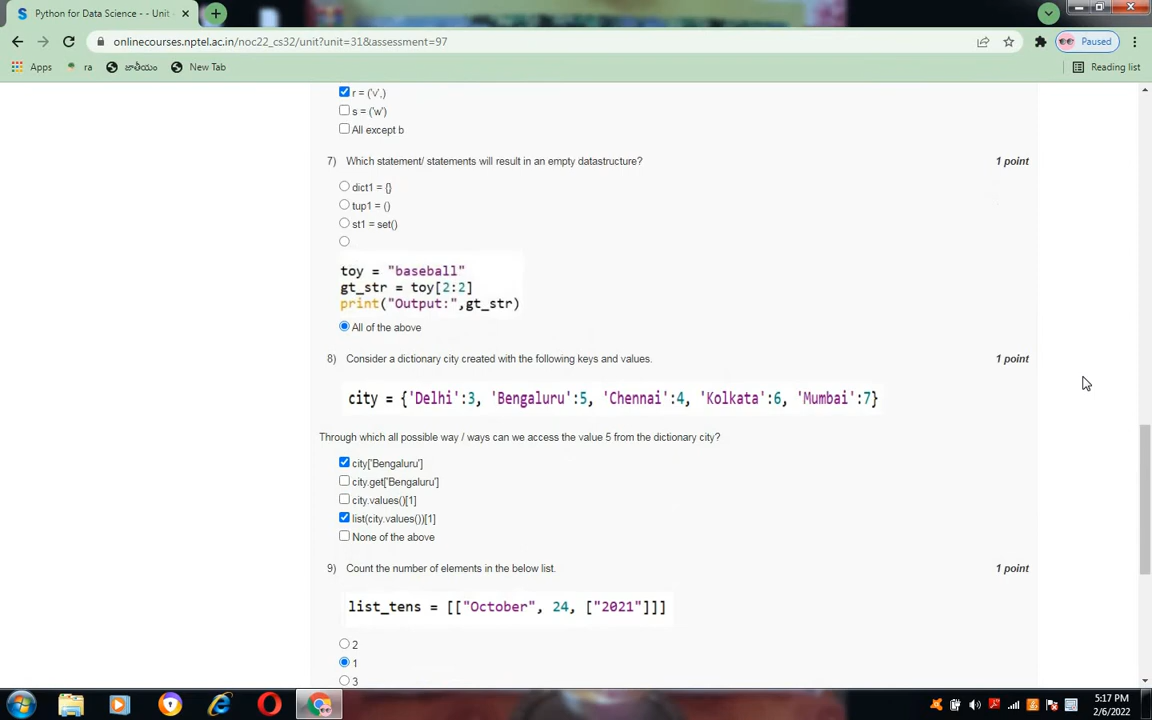 Python for Data Science - - Unit
onlinecourses.nptel.ac.in/noc22_cs32/unit?unit=31&assessment=97
Paused
Apps
ra
జాతీయం
New Tab
Reading list
r = ('v',)
s = ('w')
All except b
7) Which statement/ statements will result in an empty datastructure?
1 point
dict1 = {}
tup1 = ()
st1 = set()
toy = "baseball"
gt_str = toy[2:2]
print("Output:",gt_str)
All of the above
8) Consider a dictionary city created with the following keys and values.
1 point
city = {'Delhi':3, 'Bengaluru':5, 'Chennai':4, 'Kolkata':6, 'Mumbai':7}
Through which all possible way / ways can we access the value 5 from the dictionary city?
city['Bengaluru']
city.get['Bengaluru']
city.values()[1]
list(city.values())[1]
None of the above
9) Count the number of elements in the below list.
1 point
list_tens = [["October", 24, ["2021"]]]
2
1
3
5:17 PM
2/6/2022